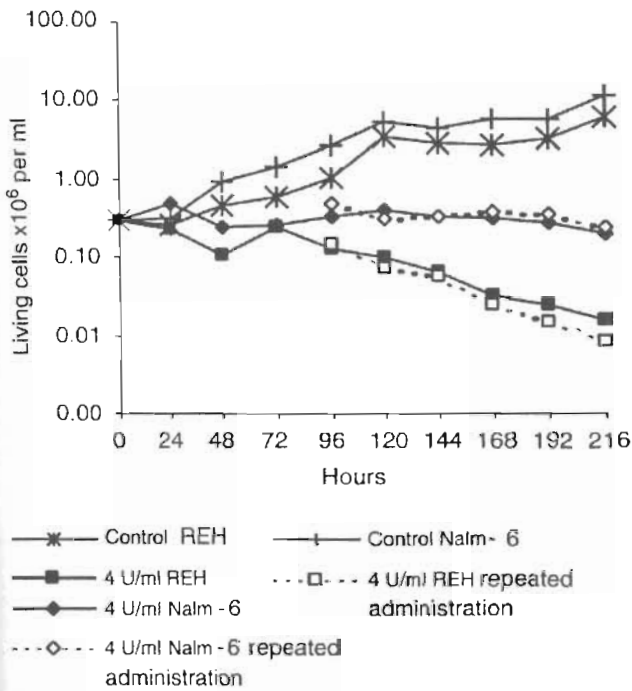 100.00
10.00
1.00
0.10
0.01
0.00
Living cells x10⁶ per ml
0 24 48 72 96 120 144 168 192 216
Hours
Control REH
Control Nalm- 6
4 U/ml REH
4 U/ml REH repeated
administration
4 U/ml Nalm -6
4 U/ml Nalm -6 repeated
administration